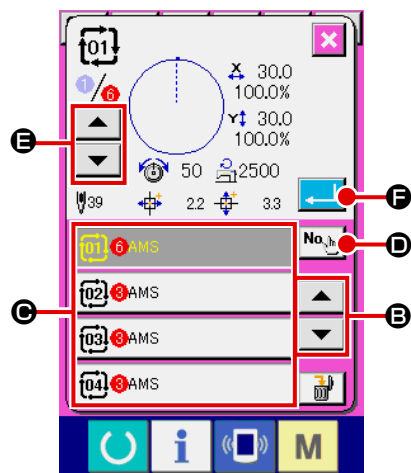 01
1/6
X 30.0
100.0%
Y 30.0
100.0%
50 2500
39 2.2 3.3
E
F
No.
D
01 6 AMS
02 3 AMS
C
B
03 3 AMS
04 3 AMS
i M